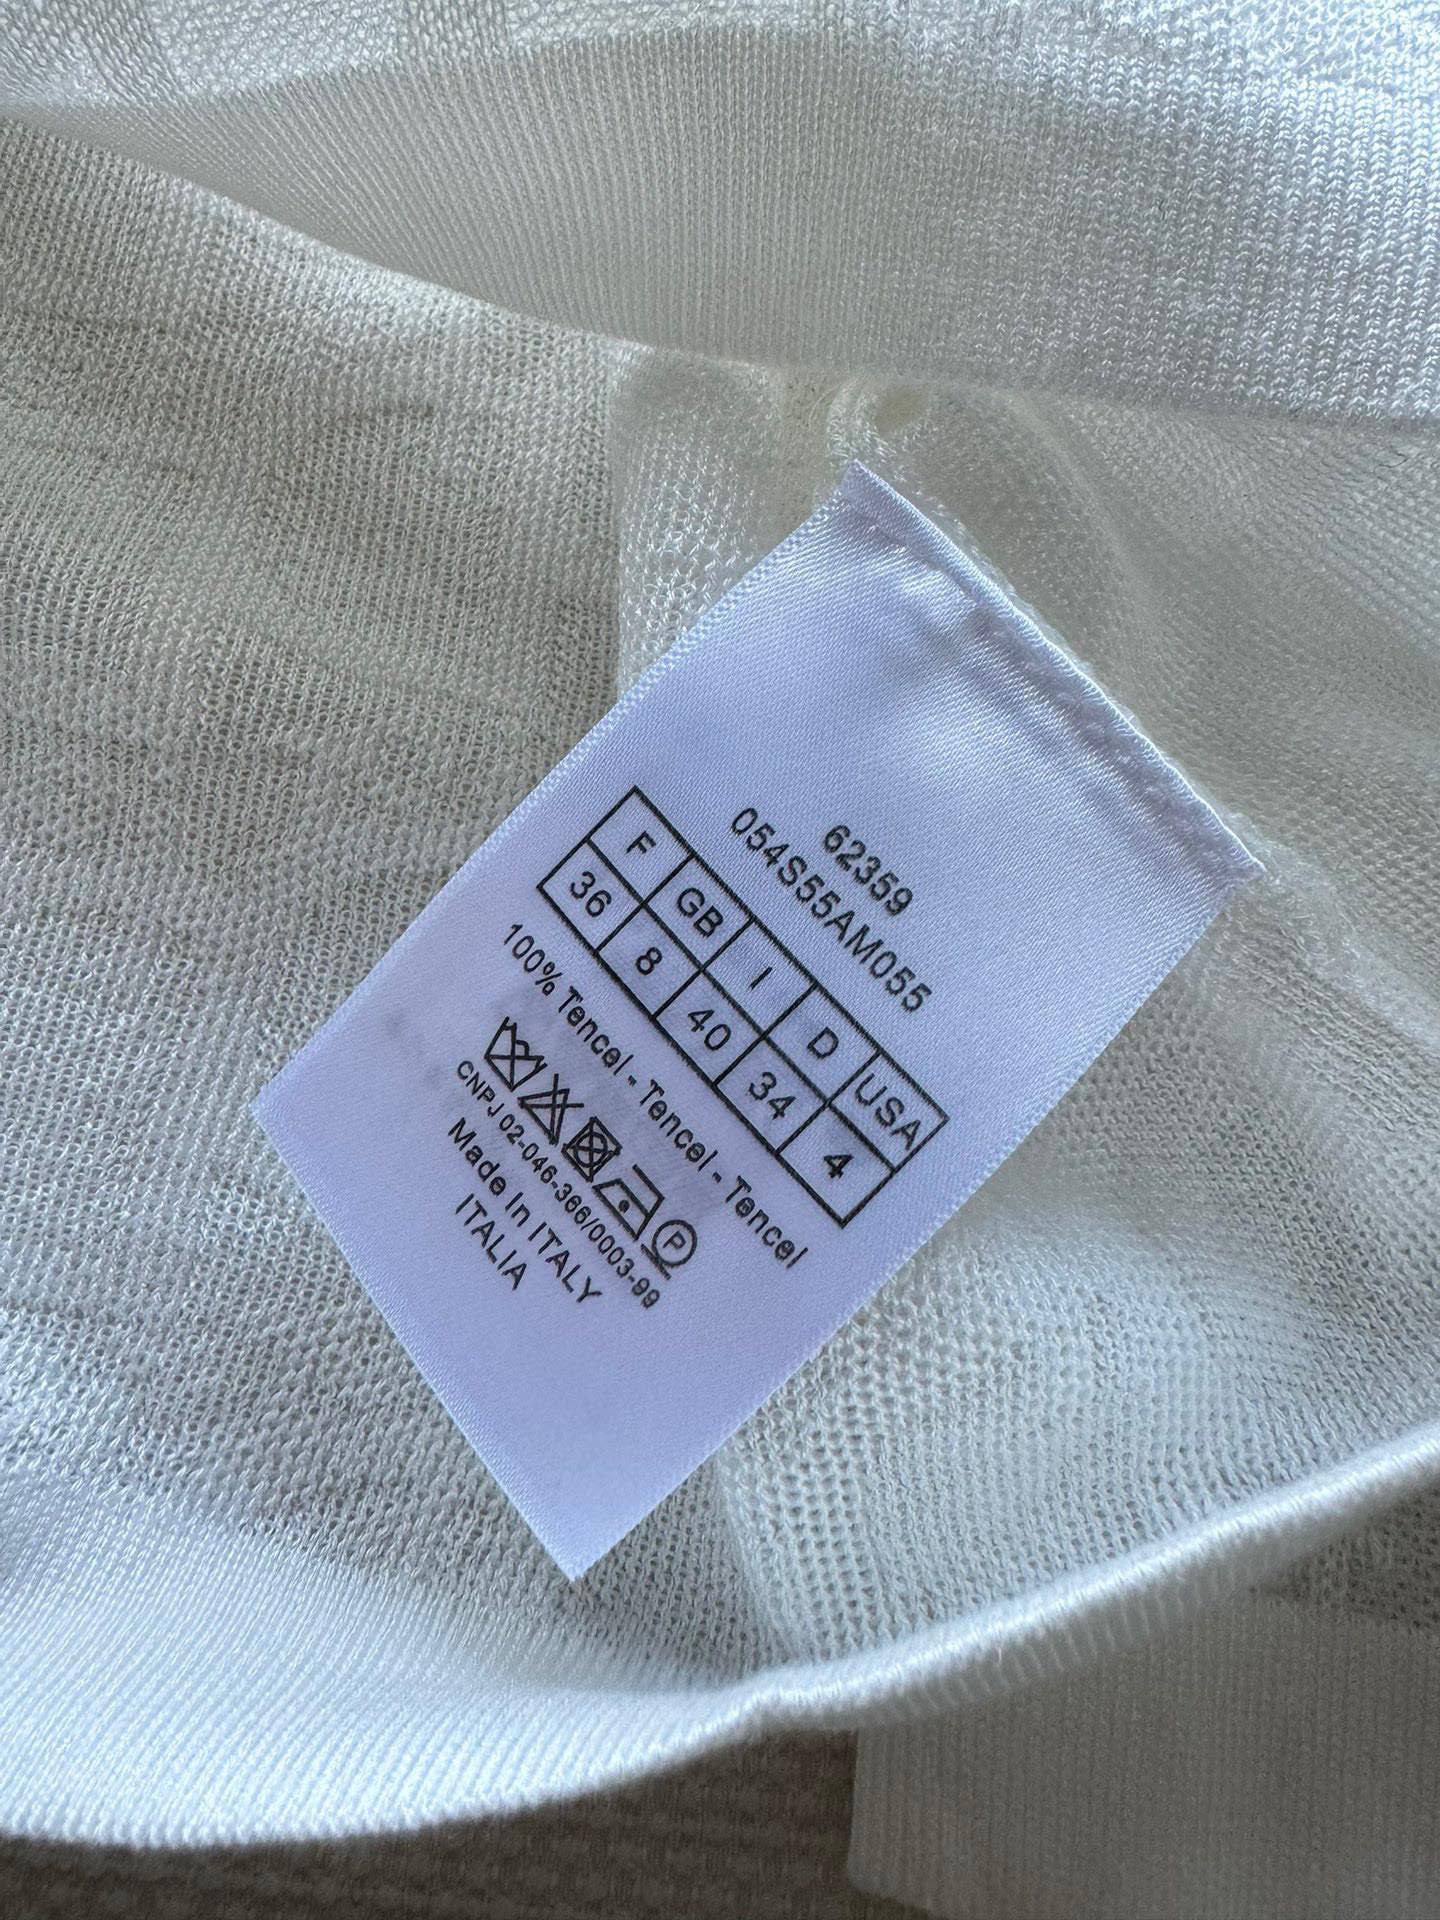 62359
054S55AM055
F GB I D USA
36 8 40 34 4
100% Tencel - Tencel - Tencel - Tencel
P
CNPJ 02-046-366/0003-99
Made In ITALY
ITALIA